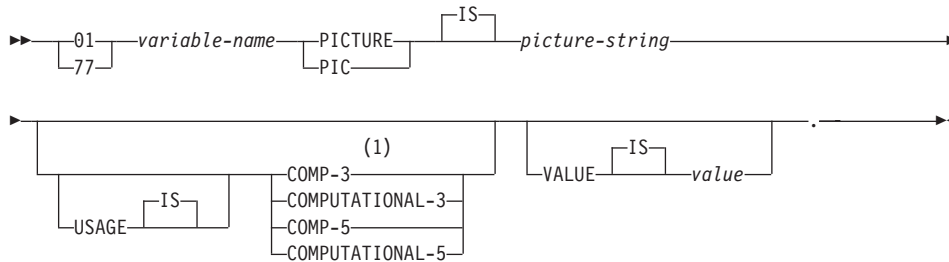 IS
01 variable-name PICTURE picture-string
77 PIC
(1) IS
COMP-3 VALUE value .
IS COMPUTATIONAL-3
USAGE COMP-5
COMPUTATIONAL-5